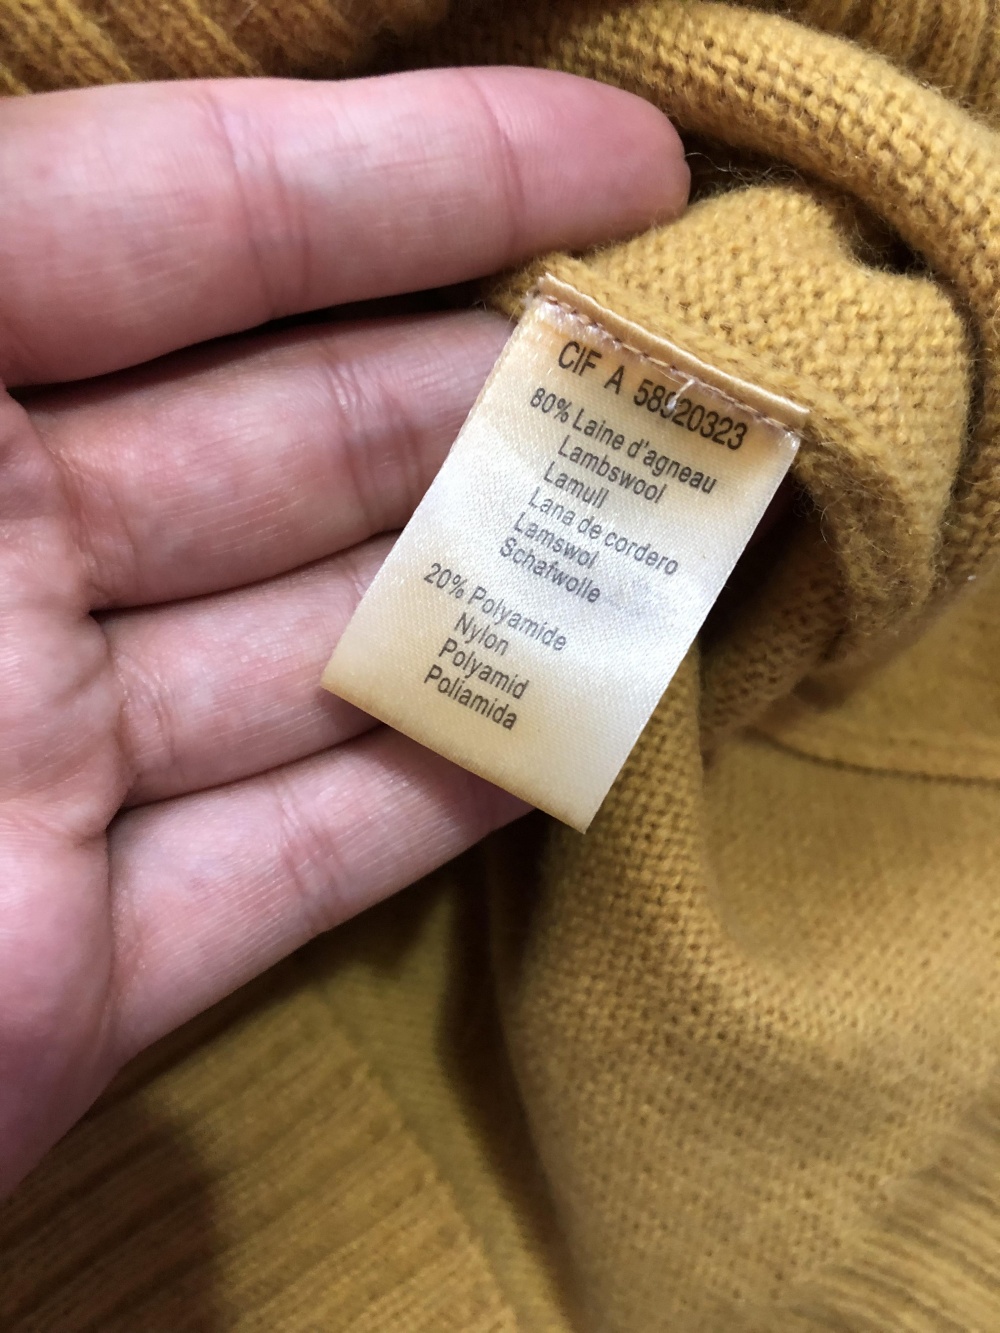 CIF A 58920323
80% Laine d'agneau
Lambswool
Lamull
Lana de cordero
Lamswol
Schafwolle
20% Polyamide
Nylon
Polyamid
Poliamida